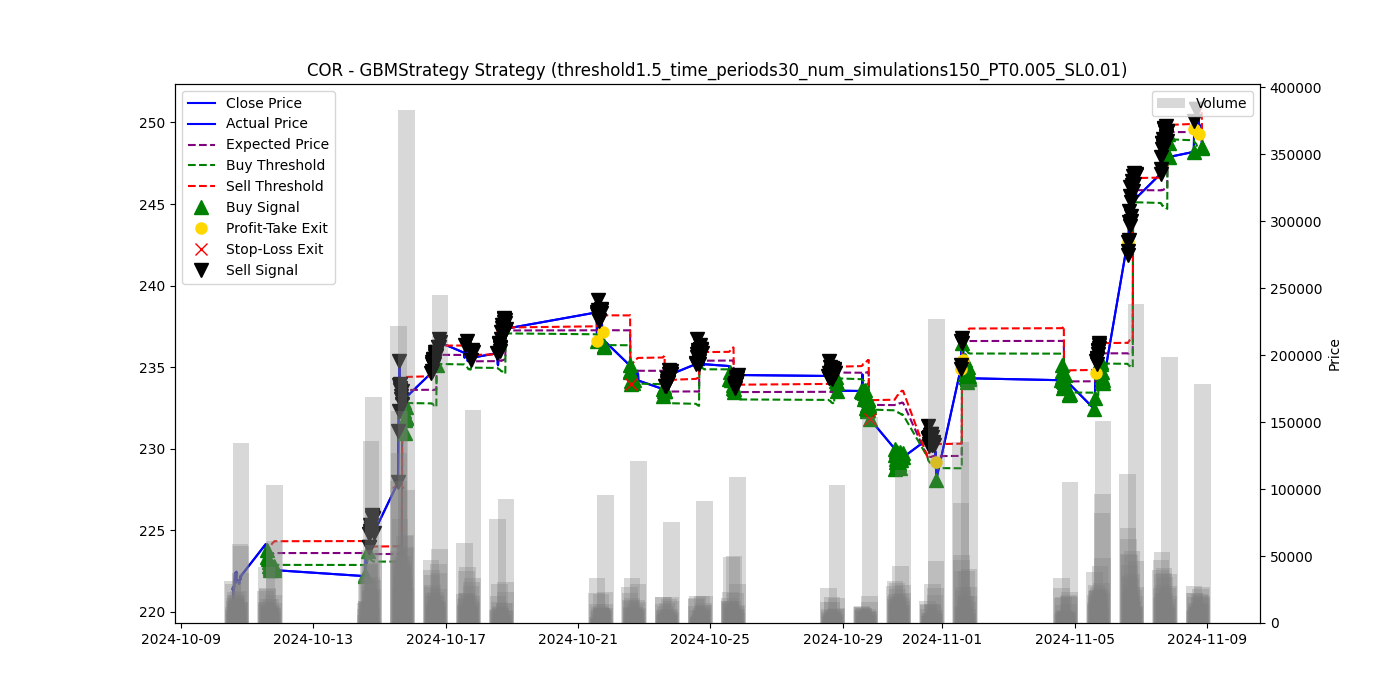 COR - GBMStrategy Strategy (threshold1.5_time_periods30_num_simulations150_PT0.005_SL0.01)
Close Price
Actual Price
Expected Price
Buy Threshold
Sell Threshold
Buy Signal
Profit-Take Exit
Stop-Loss Exit
Sell Signal
Volume
250
245
240
235
230
225
220
400000
350000
300000
250000
200000
150000
100000
50000
0
Price
2024-10-09
2024-10-13
2024-10-17
2024-10-21
2024-10-25
2024-10-29
2024-11-01
2024-11-05
2024-11-09